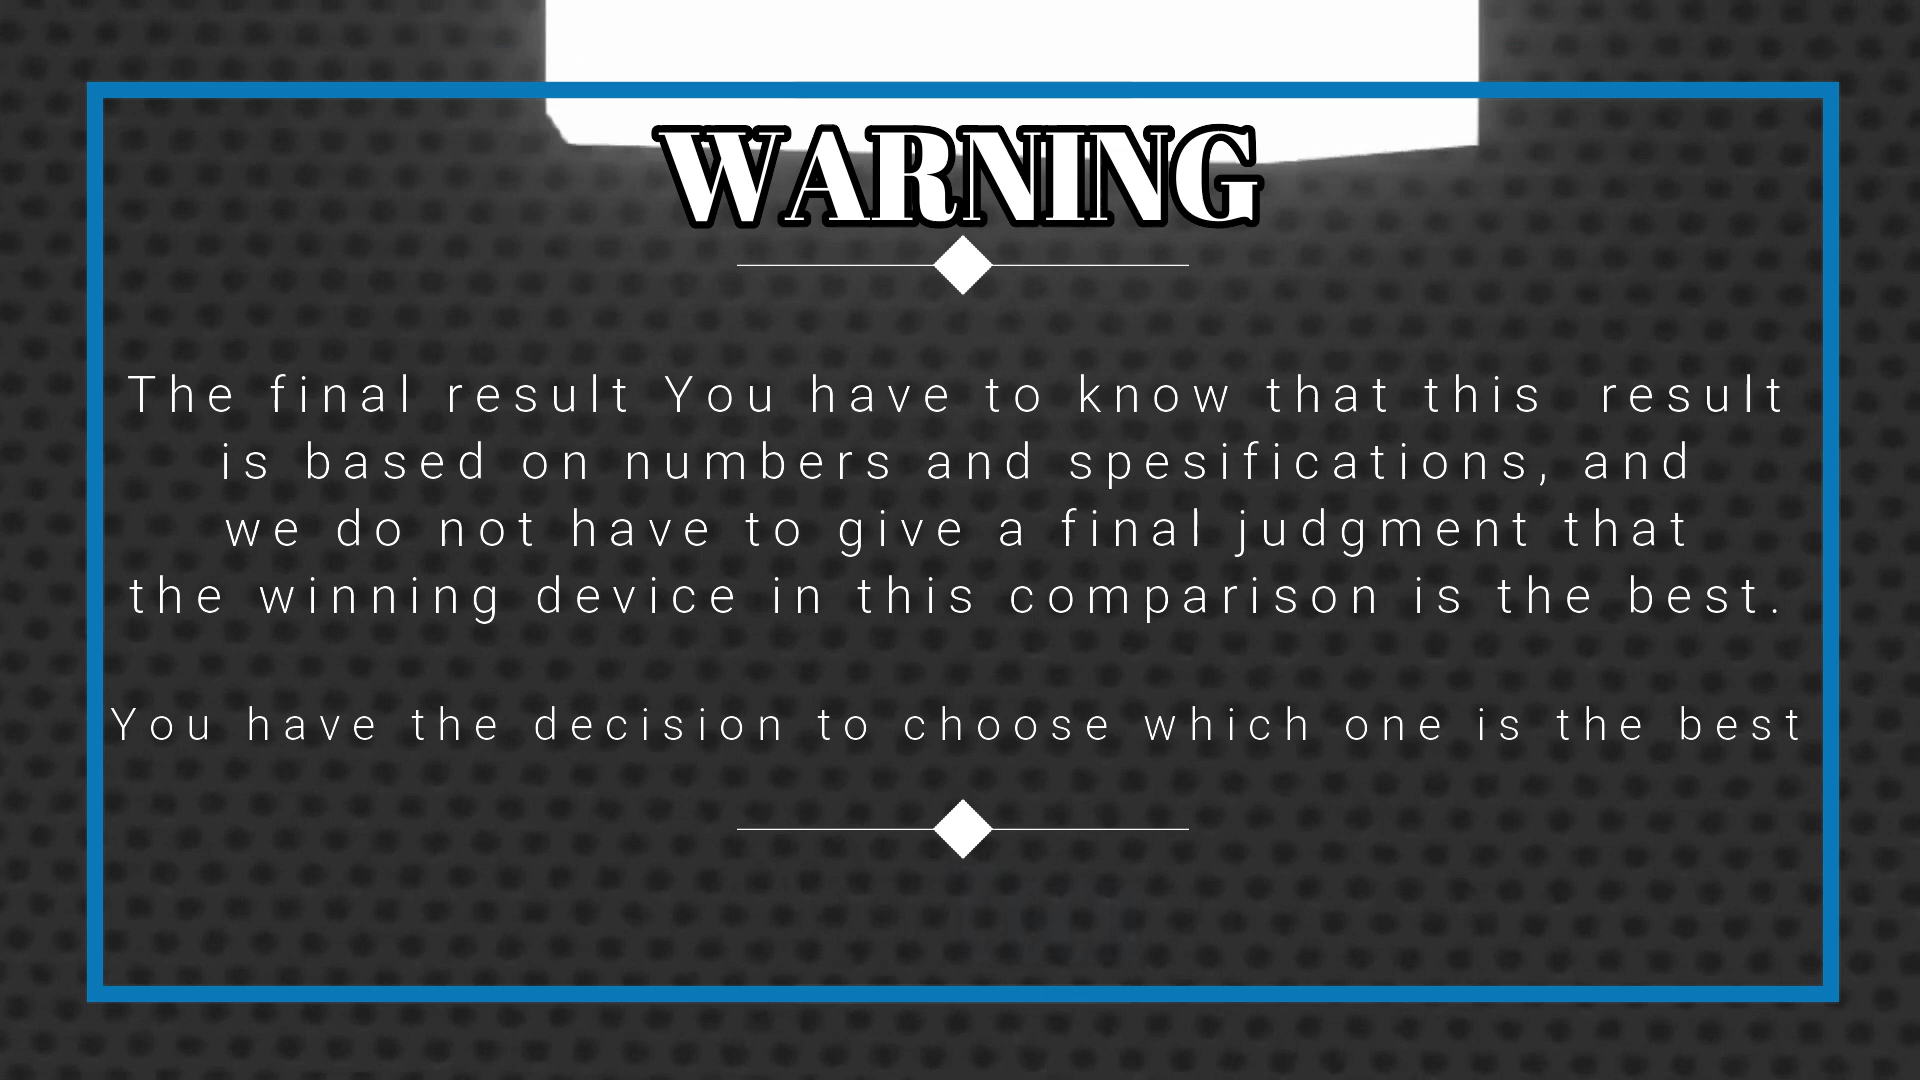 WARNING
The final result You have to know that this  result
is based on numbers and spesifications, and
we do not have to give a final judgment that
the winning device in this comparison is the best.
You have the decision to choose which one is the best